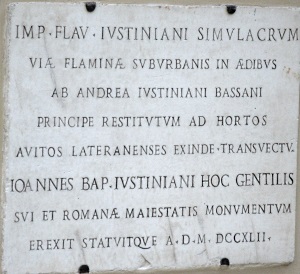 IMP · FLAV · IVSTINIANI SIMVLACRVM
VIÆ FLAMINÆ SVBVRBANIS IN ÆDIBVS
AB ANDREA IVSTINIANI BASSANI
PRINCIPE RESTITVTVM AD HORTOS
AVITOS LATERANENSES EXINDE · TRANSVECTV.
IOANNES BAP · IVSTINIANI HOC GENTILIS
SVI ET ROMANÆ MAIESTATIS MONVMENTVM
EREXIT STATVITQVE A · D · M · DCCXLII ·